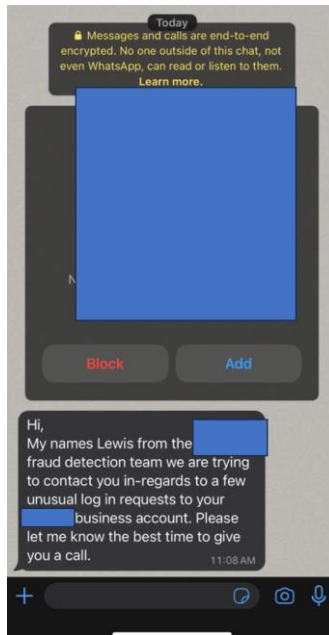 Today
🔒 Messages and calls are end-to-end
encrypted. No one outside of this chat, not
even WhatsApp, can read or listen to them.
Learn more.
N
Block
Add
Hi,
My names Lewis from the
fraud detection team we are trying
to contact you in-regards to a few
unusual log in requests to your
business account. Please
let me know the best time to give
you a call.
11:08 AM